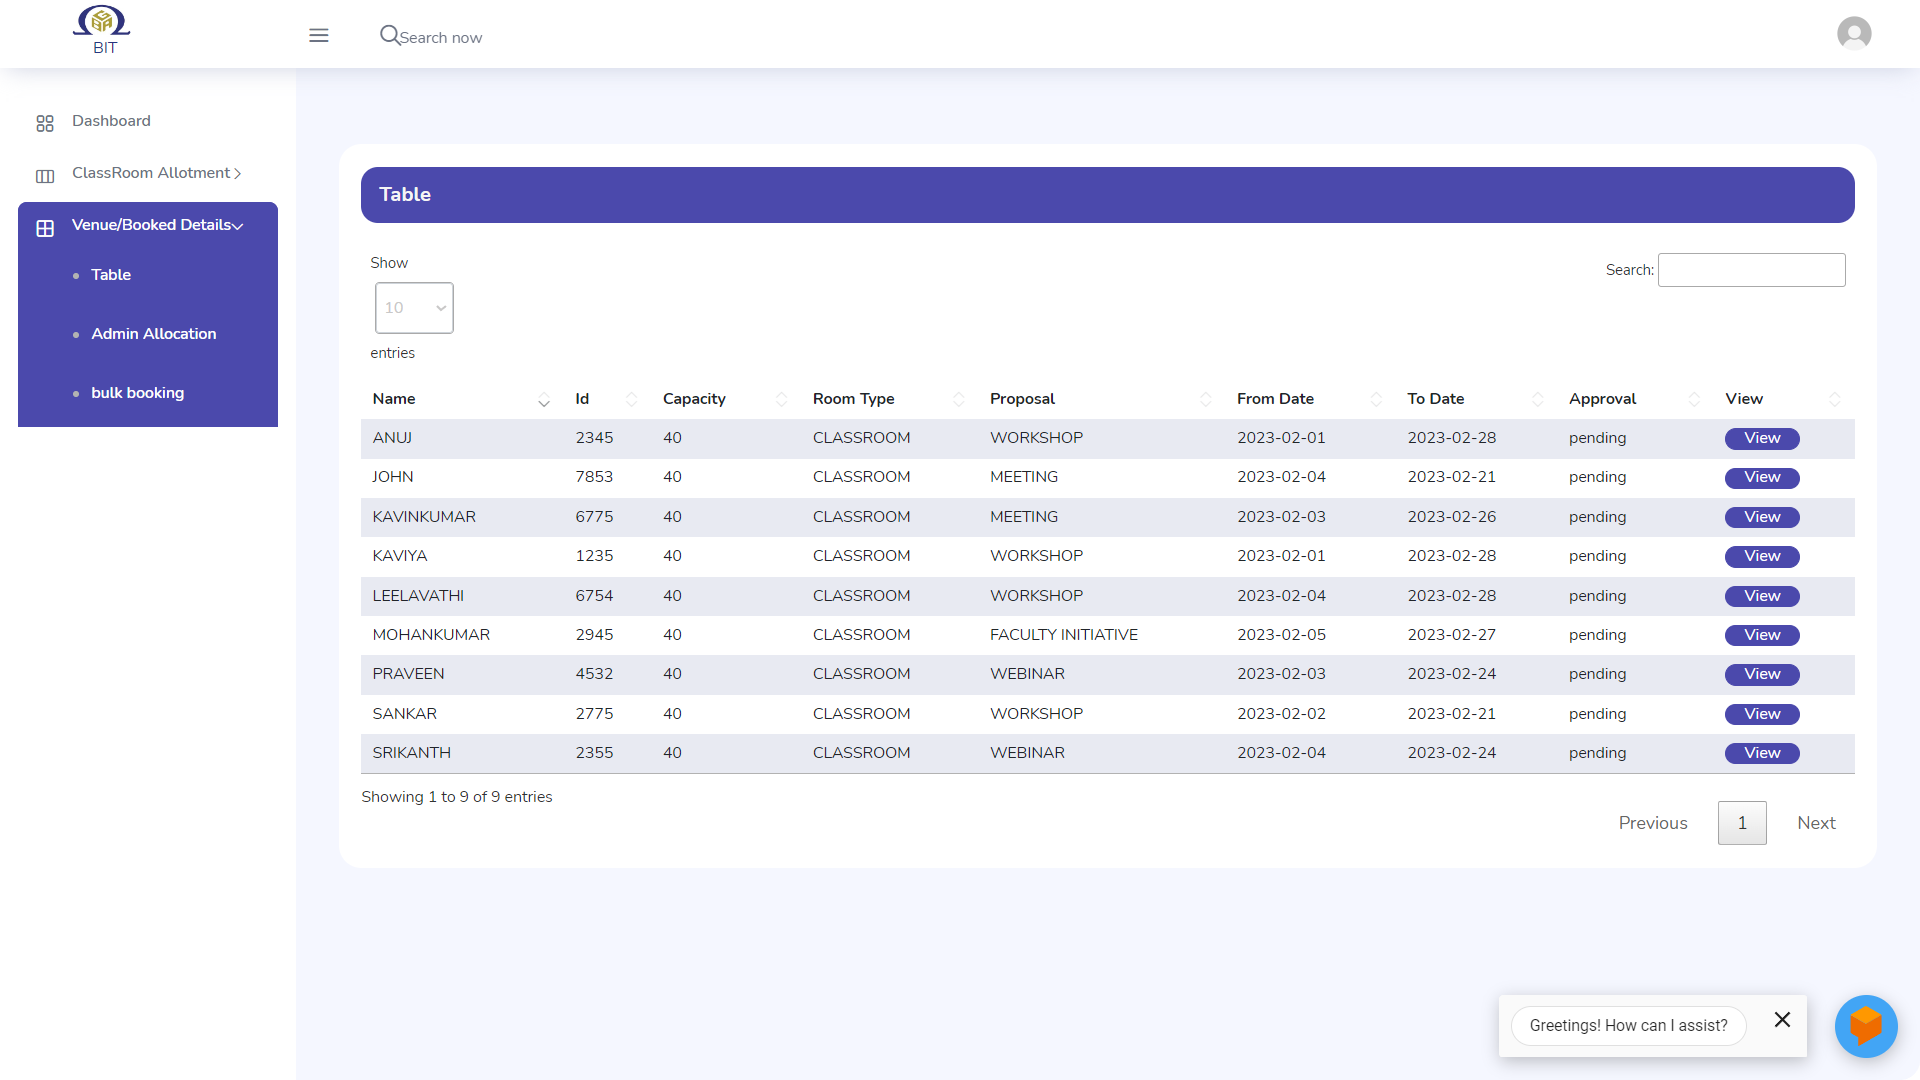 BIT
Search now
Dashboard
ClassRoom Allotment
Venue/Booked Details
Table
Admin Allocation
bulk booking
Table
Show
10
entries
Search:
Name Id Capacity Room Type Proposal From Date To Date Approval View
ANUJ 2345 40 CLASSROOM WORKSHOP 2023-02-01 2023-02-28 pending View
JOHN 7853 40 CLASSROOM MEETING 2023-02-04 2023-02-21 pending View
KAVINKUMAR 6775 40 CLASSROOM MEETING 2023-02-03 2023-02-26 pending View
KAVIYA 1235 40 CLASSROOM WORKSHOP 2023-02-01 2023-02-28 pending View
LEELAVATHI 6754 40 CLASSROOM WORKSHOP 2023-02-04 2023-02-28 pending View
MOHANKUMAR 2945 40 CLASSROOM FACULTY INITIATIVE 2023-02-05 2023-02-27 pending View
PRAVEEN 4532 40 CLASSROOM WEBINAR 2023-02-03 2023-02-24 pending View
SANKAR 2775 40 CLASSROOM WORKSHOP 2023-02-02 2023-02-21 pending View
SRIKANTH 2355 40 CLASSROOM WEBINAR 2023-02-04 2023-02-24 pending View
Showing 1 to 9 of 9 entries
Previous 1 Next
Greetings! How can I assist?